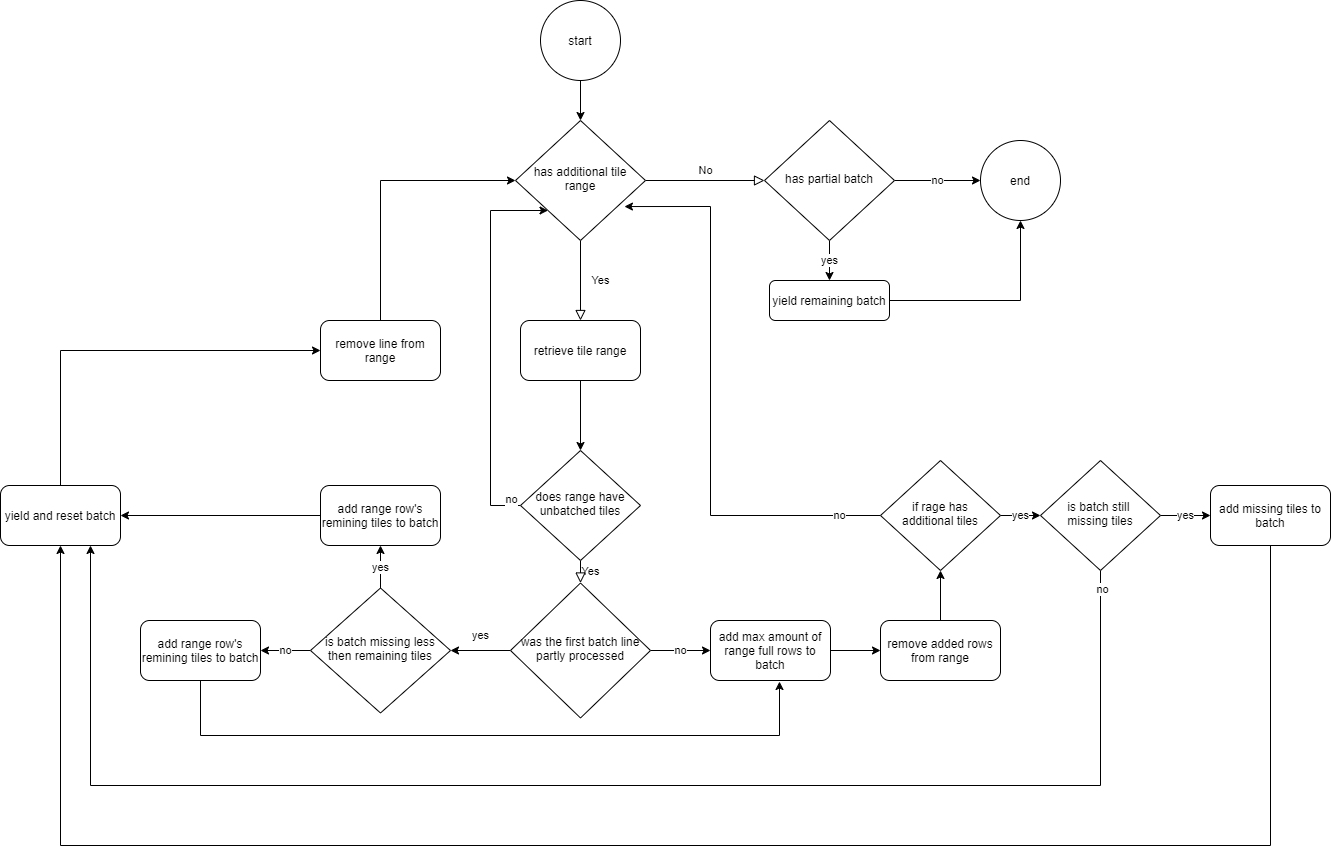 start
has additional tile
range
No
has partial batch
no
end
yes
yield remaining batch
Yes
remove line from
range
retrieve tile range
no
does range have
unbatched tiles
yield and reset batch
add range row's
remining tiles to batch
no
if rage has
additional tiles
yes
is batch still
missing tiles
yes
add missing tiles to
batch
yes
Yes
no
add range row's
remining tiles to batch
no
is batch missing less
then remaining tiles
yes
was the first batch line
partly processed
no
add max amount of
range full rows to
batch
remove added rows
from range